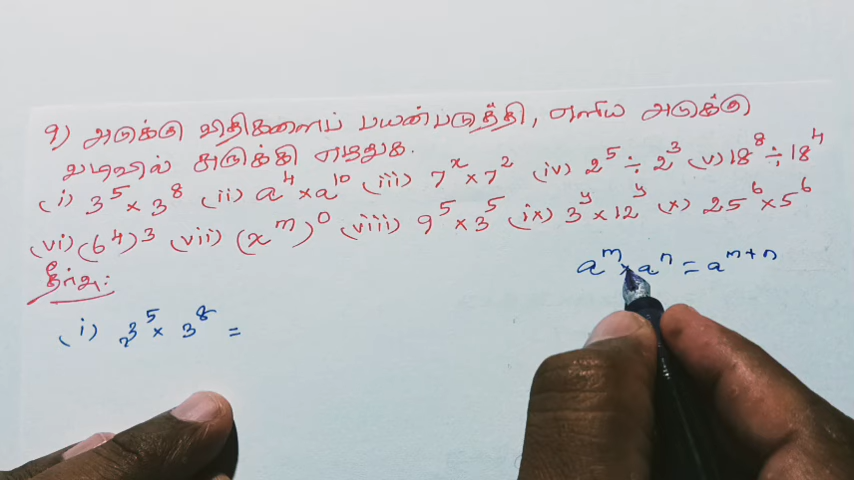 9) அடுக்கு விதிகளைப் பயன்படுத்தி, எளிய அடுக்கு
வடிவில் சுருக்கி எழுதுக.
(i) 3⁵ × 3⁸ (ii) a⁴ × a¹⁰ (iii) 7ˣ × 7² (iv) 2⁵ ÷ 2³ (v) 18⁸ ÷ 18⁴
(vi) (6⁴)³ (vii) (xᵐ)⁰ (viii) 9⁵ × 3⁵ (ix) 3ʸ × 12ʸ (x) 25⁶ × 5⁶
தீர்வு:
aᵐ × aⁿ = aᵐ⁺ⁿ
(i) 3⁵ × 3⁸ =